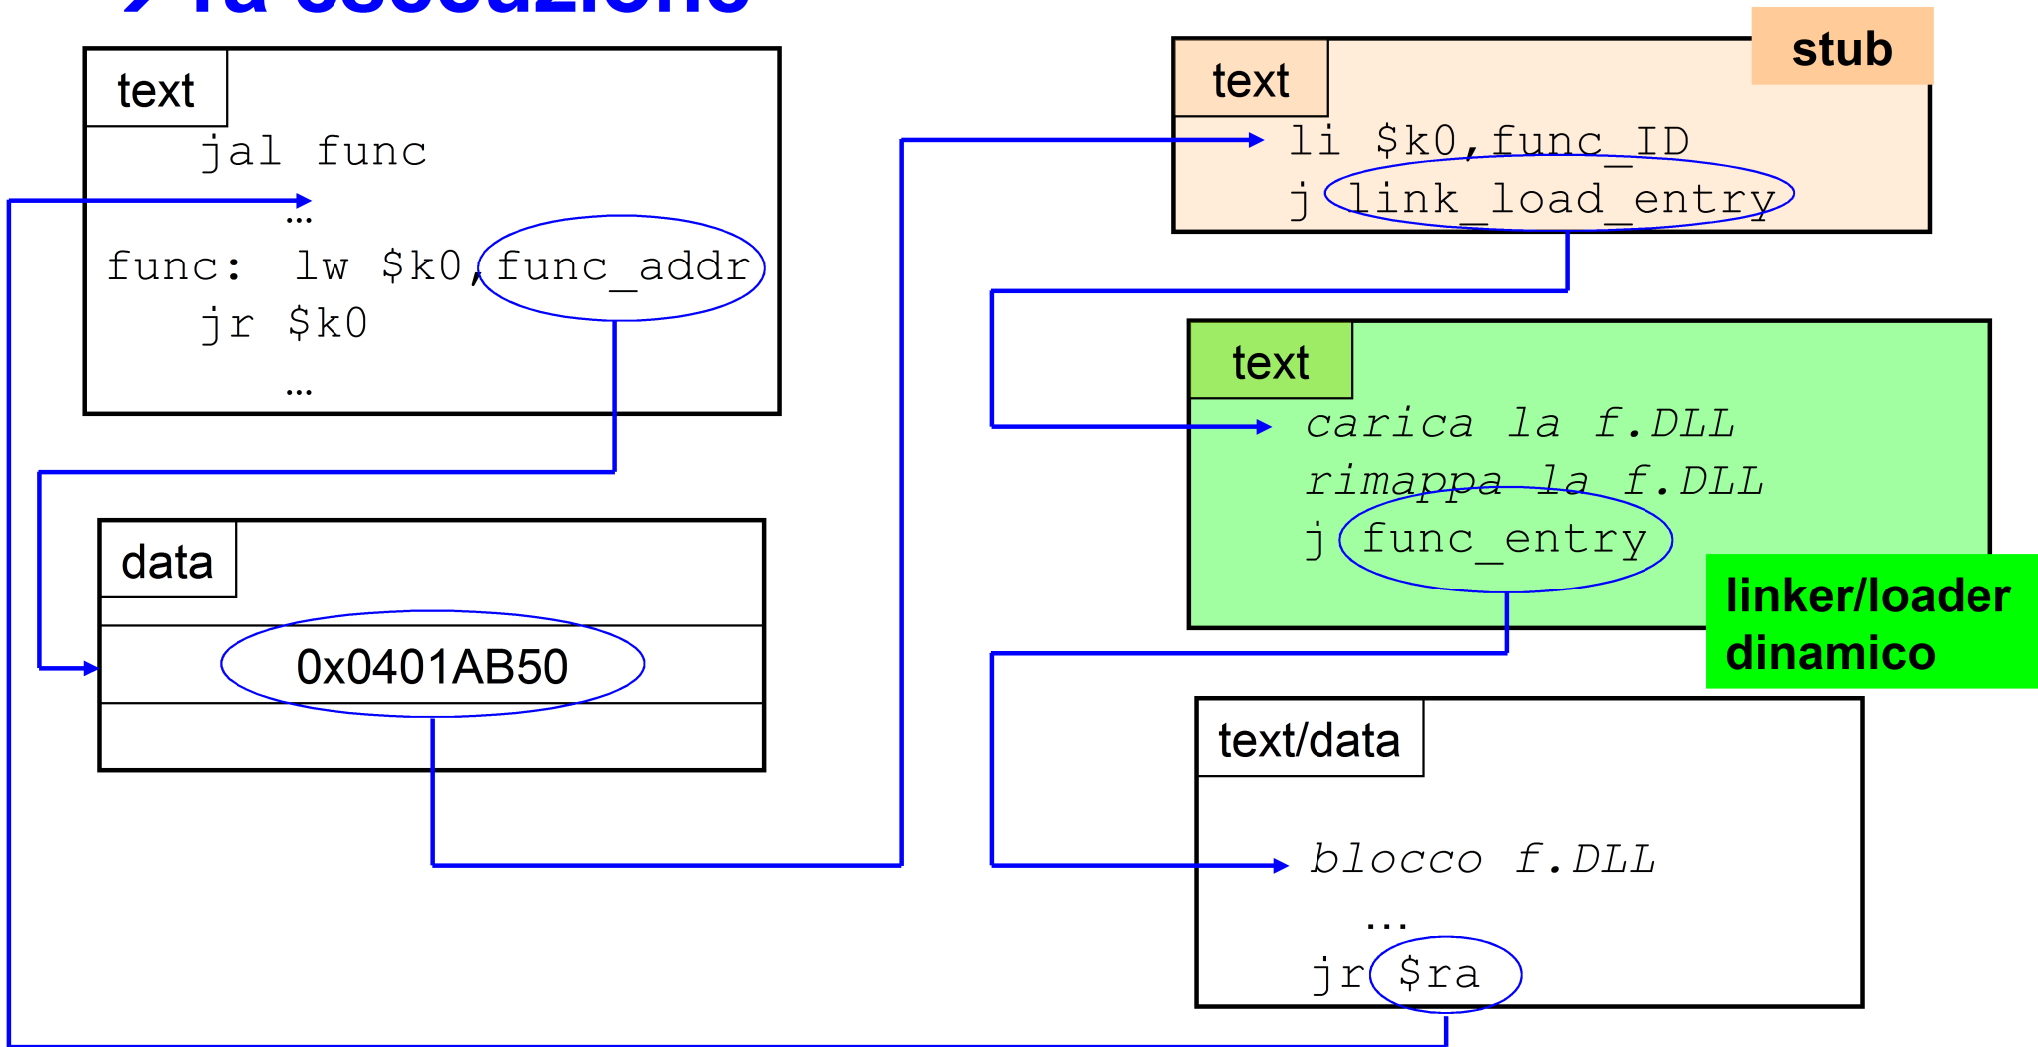 text
jal func
…
func: lw $k0,func_addr
jr $k0
…
data
0x0401AB50
stub
text
li $k0,func_ID
j link_load_entry
text
carica la f.DLL
rimappa la f.DLL
j func_entry
linker/loader
dinamico
text/data
blocco f.DLL
…
jr $ra